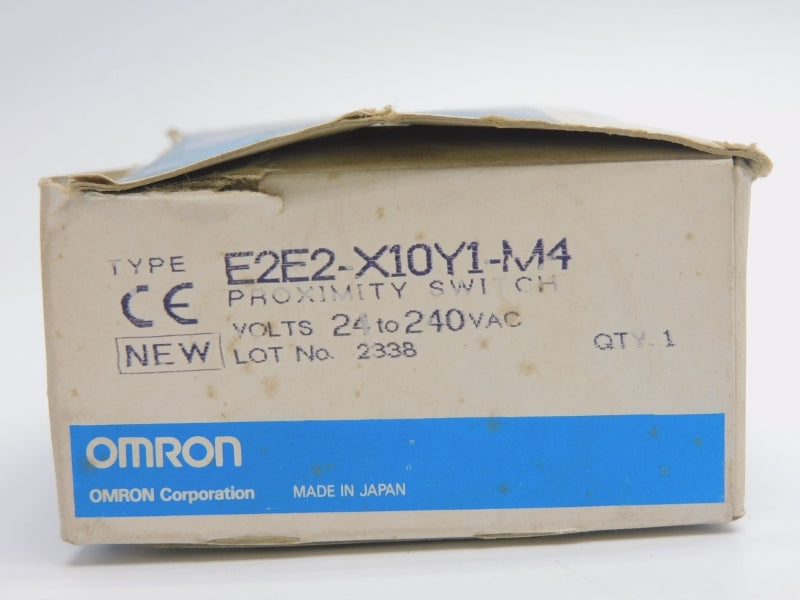 TYPE E2E2-X10Y1-M4
CE PROXIMITY SWITCH
VOLTS 24 to 240VAC
NEW LOT No. 2338 QTY. 1
OMRON
OMRON Corporation MADE IN JAPAN